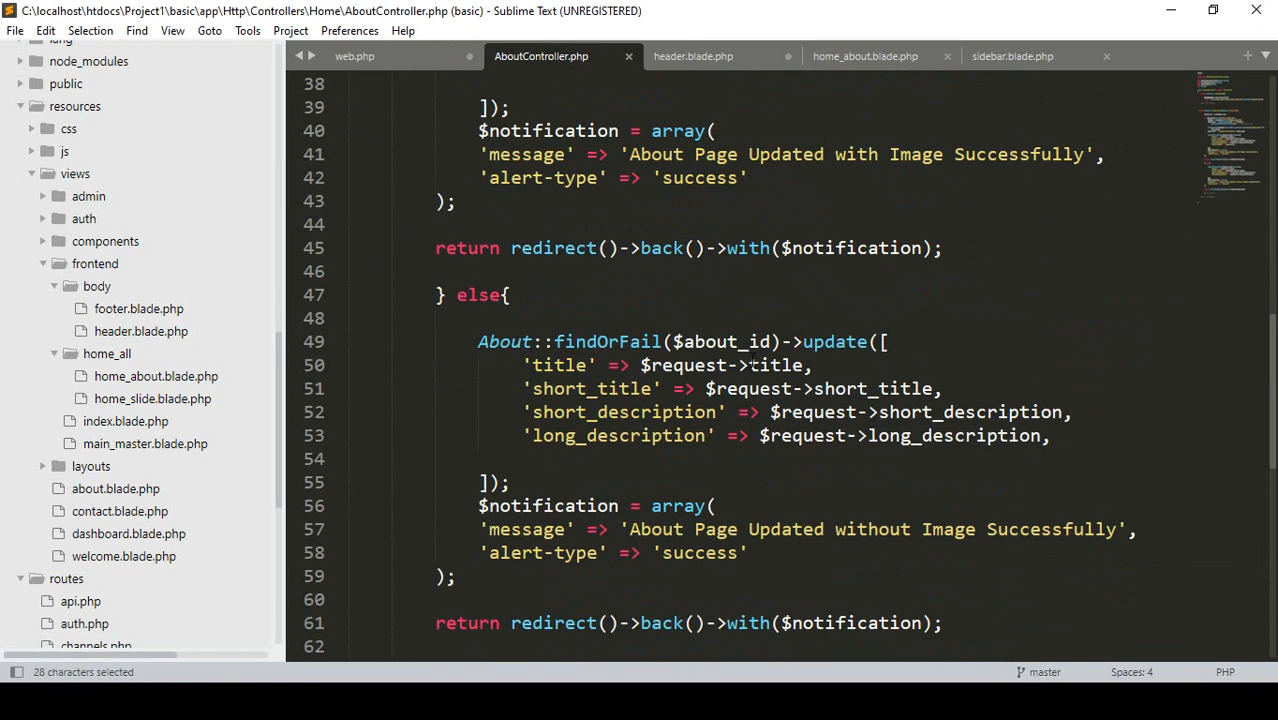 C:\localhost\htdocs\Project1\basic\app\Http\Controllers\Home\AboutController.php (basic) - Sublime Text (UNREGISTERED)
File Edit Selection Find View Goto Tools Project Preferences Help
web.php AboutController.php header.blade.php home_about.blade.php sidebar.blade.php
lang
node_modules
public
resources
css
js
views
admin
auth
components
frontend
body
footer.blade.php
header.blade.php
home_all
home_about.blade.php
home_slide.blade.php
index.blade.php
main_master.blade.php
layouts
about.blade.php
contact.blade.php
dashboard.blade.php
welcome.blade.php
routes
api.php
auth.php
channels.php
38
39 ]);
40 $notification = array(
41 'message' => 'About Page Updated with Image Successfully',
42 'alert-type' => 'success'
43 );
44
45 return redirect()->back()->with($notification);
46
47 } else{
48
49 About::findOrFail($about_id)->update([
50 'title' => $request->title,
51 'short_title' => $request->short_title,
52 'short_description' => $request->short_description,
53 'long_description' => $request->long_description,
54
55 ]);
56 $notification = array(
57 'message' => 'About Page Updated without Image Successfully',
58 'alert-type' => 'success'
59 );
60
61 return redirect()->back()->with($notification);
62
28 characters selected master Spaces: 4 PHP